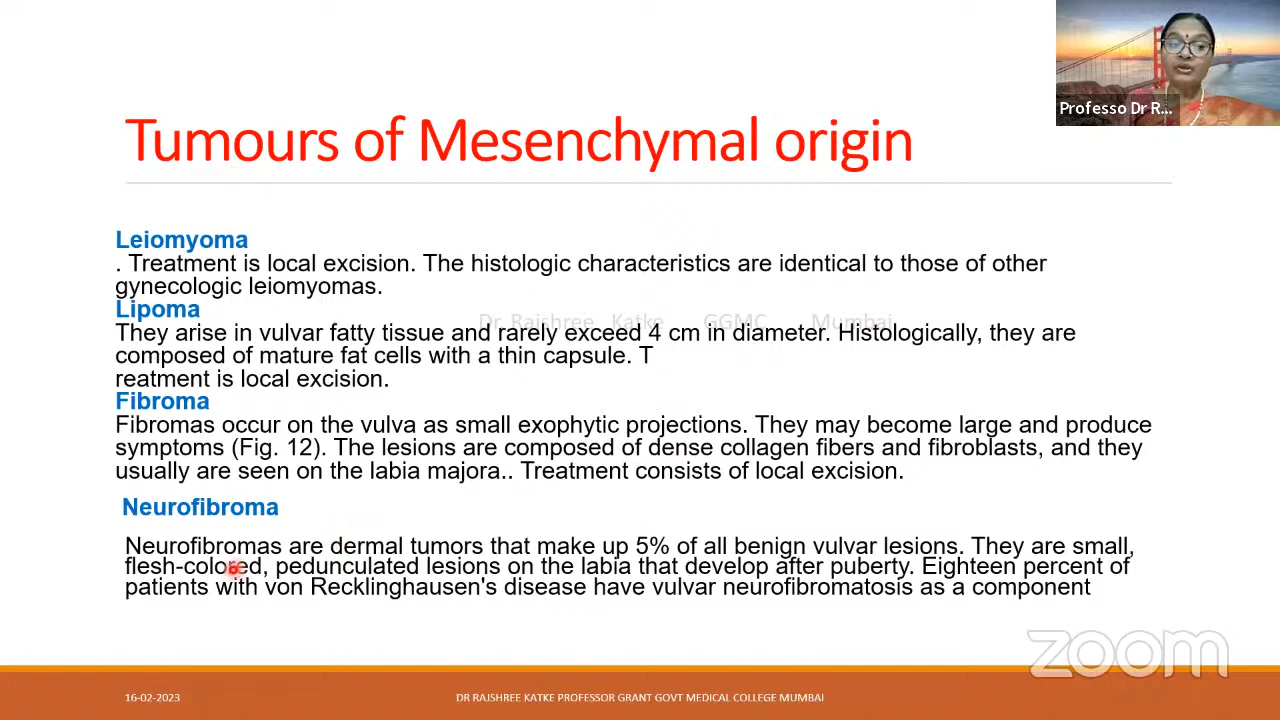 Professo Dr R...
Tumours of Mesenchymal origin
Leiomyoma
. Treatment is local excision. The histologic characteristics are identical to those of other
gynecologic leiomyomas.
Lipoma
Dr Rajshree Katke GGMC Mumbai
They arise in vulvar fatty tissue and rarely exceed 4 cm in diameter. Histologically, they are
composed of mature fat cells with a thin capsule. T
reatment is local excision.
Fibroma
Fibromas occur on the vulva as small exophytic projections. They may become large and produce
symptoms (Fig. 12). The lesions are composed of dense collagen fibers and fibroblasts, and they
usually are seen on the labia majora.. Treatment consists of local excision.
Neurofibroma
Neurofibromas are dermal tumors that make up 5% of all benign vulvar lesions. They are small,
flesh-colored, pedunculated lesions on the labia that develop after puberty. Eighteen percent of
patients with von Recklinghausen's disease have vulvar neurofibromatosis as a component
zoom
16-02-2023
DR RAJSHREE KATKE PROFESSOR GRANT GOVT MEDICAL COLLEGE MUMBAI